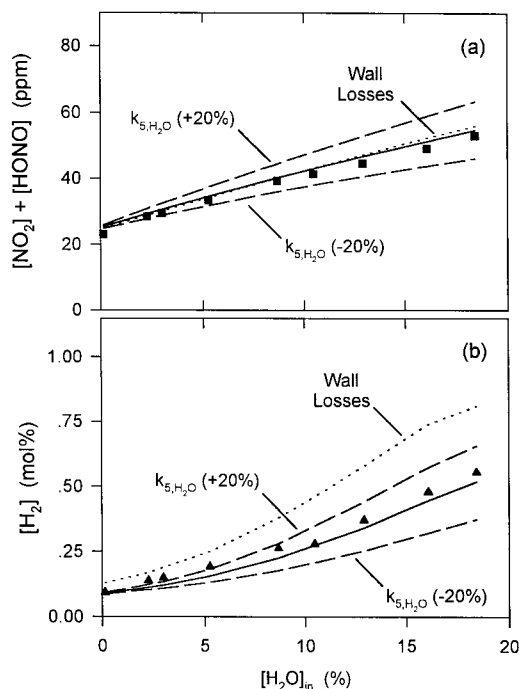 (a)
80
60
40
20
0
[NO₂] + [HONO] (ppm)
Wall
Losses
k₅,H₂O (+20%)
k₅,H₂O (-20%)
(b)
1.00
.75
.50
.25
0.00
[H₂] (mol%)
Wall
Losses
k₅,H₂O (+20%)
k₅,H₂O (-20%)
0 5 10 15 20
[H₂O]in (%)